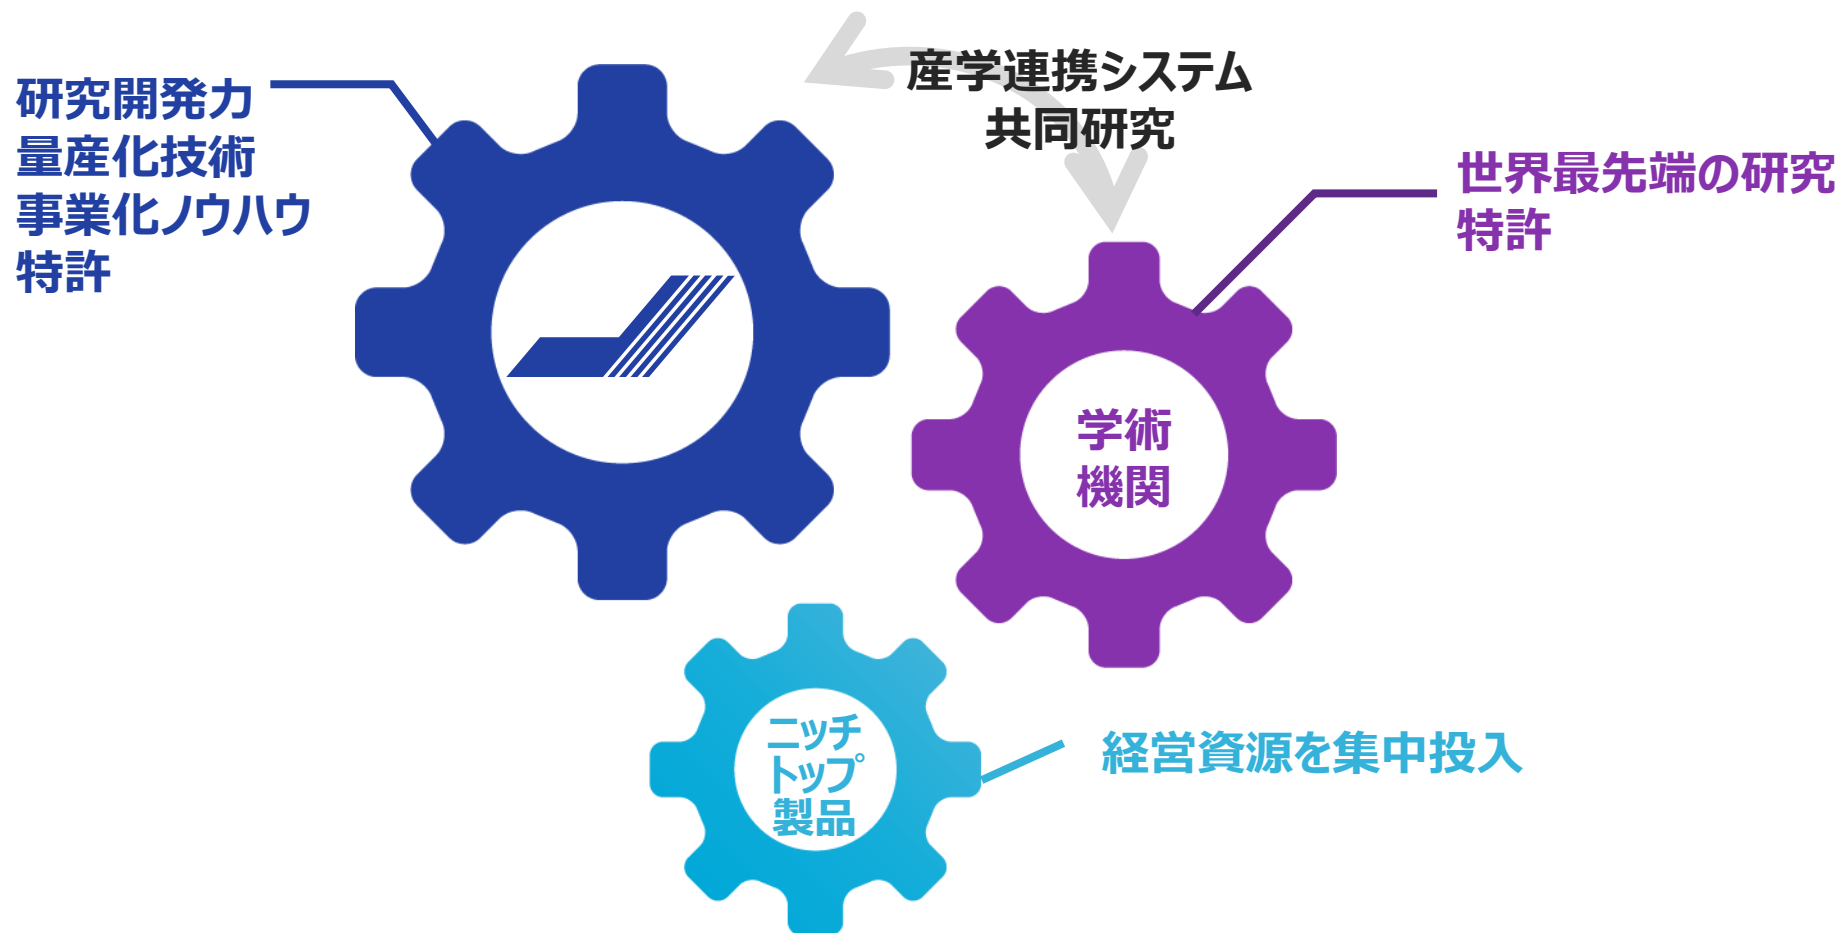 研究開発力
量産化技術
事業化ノウハウ
特許
産学連携システム
共同研究
世界最先端の研究
特許
学術
機関
ニッチ
トップ
製品
経営資源を集中投入